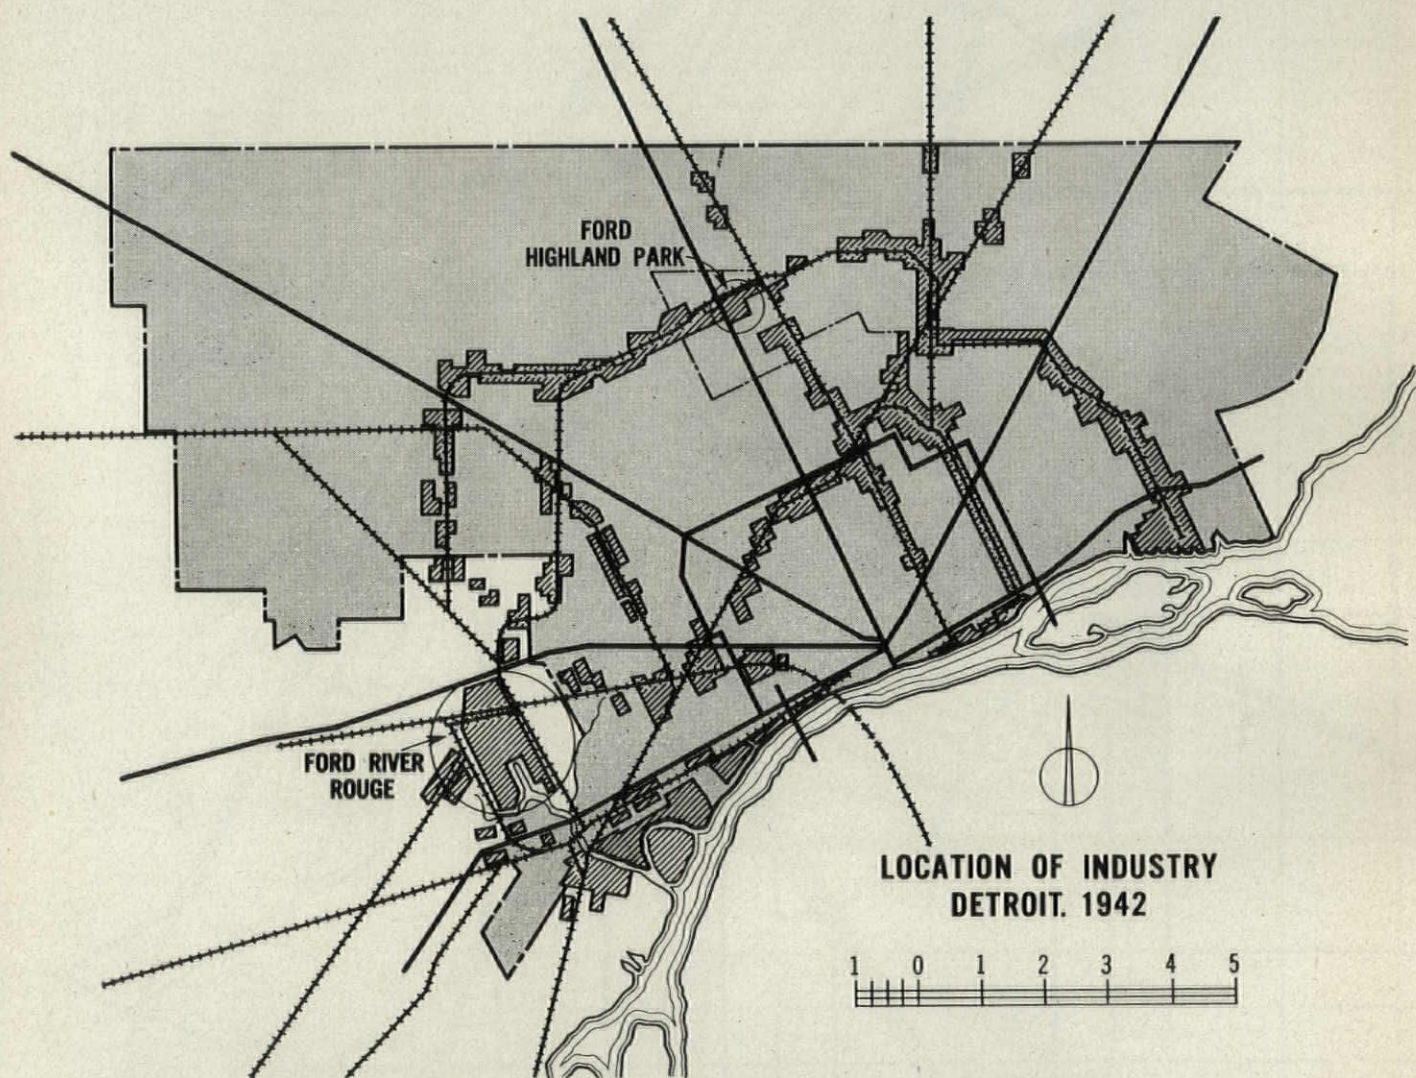 FORD
HIGHLAND PARK
FORD RIVER
ROUGE
LOCATION OF INDUSTRY
DETROIT. 1942
1 0 1 2 3 4 5